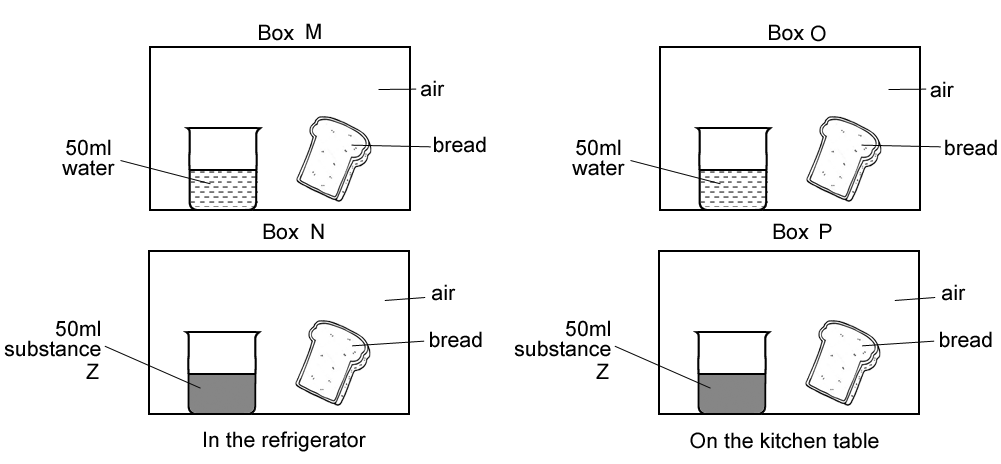 Box M
air
50ml
water
bread
Box O
air
50ml
water
bread
Box N
air
50ml
substance
Z
bread
In the refrigerator
Box P
air
50ml
substance
Z
bread
On the kitchen table